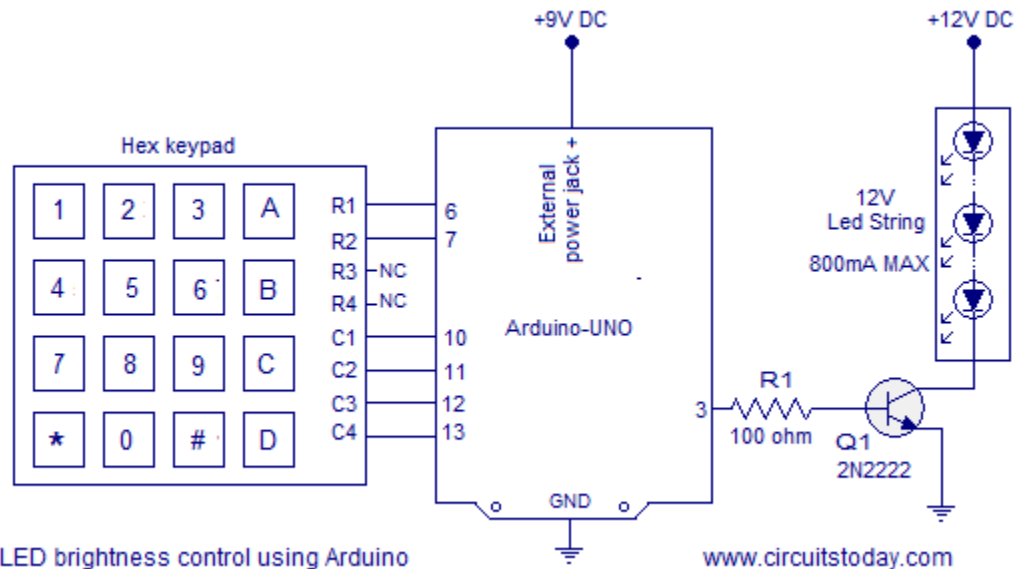 +9V DC
+12V DC
Hex keypad
1 2 3 A
4 5 6 B
7 8 9 C
* 0 # D
R1
R2
R3
R4
C1
C2
C3
C4
NC
NC
6
7
10
11
12
13
External
power jack +
Arduino-UNO
GND
3
R1
100 ohm
Q1
2N2222
12V
Led String
800mA MAX
LED brightness control using Arduino
www.circuitstoday.com